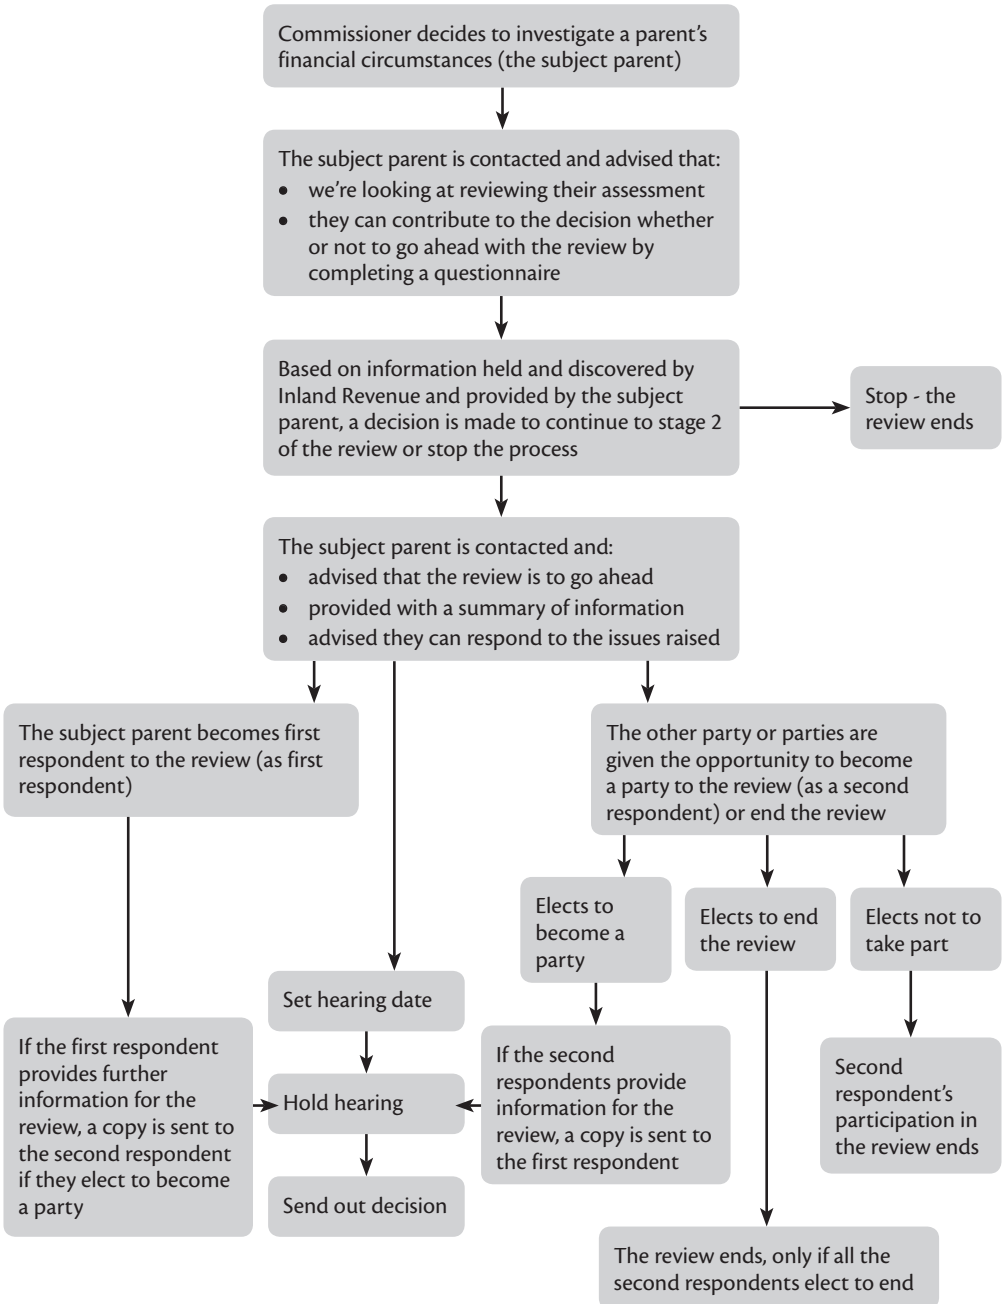 Commissioner decides to investigate a parent's
financial circumstances (the subject parent)
The subject parent is contacted and advised that:
• we're looking at reviewing their assessment
• they can contribute to the decision whether
or not to go ahead with the review by
completing a questionnaire
Based on information held and discovered by
Inland Revenue and provided by the subject
parent, a decision is made to continue to stage 2
of the review or stop the process
Stop - the
review ends
The subject parent is contacted and:
• advised that the review is to go ahead
• provided with a summary of information
• advised they can respond to the issues raised
The subject parent becomes first
respondent to the review (as first
respondent)
The other party or parties are
given the opportunity to become
a party to the review (as a second
respondent) or end the review
Elects to
become a
party
Elects to end
the review
Elects not to
take part
Set hearing date
If the first respondent
provides further
information for the
review, a copy is sent to
the second respondent
if they elect to become
a party
Hold hearing
If the second
respondents provide
information for the
review, a copy is sent to
the first respondent
Second
respondent's
participation in
the review ends
Send out decision
The review ends, only if all the
second respondents elect to end